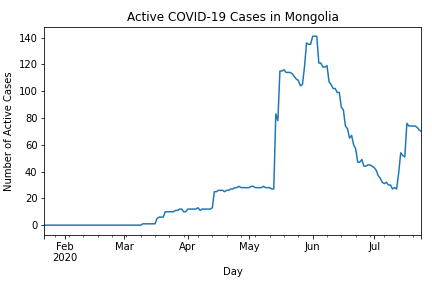 Active COVID-19 Cases in Mongolia
Number of Active Cases
140
120
100
80
60
40
20
0
Feb Mar Apr May Jun Jul
2020
Day